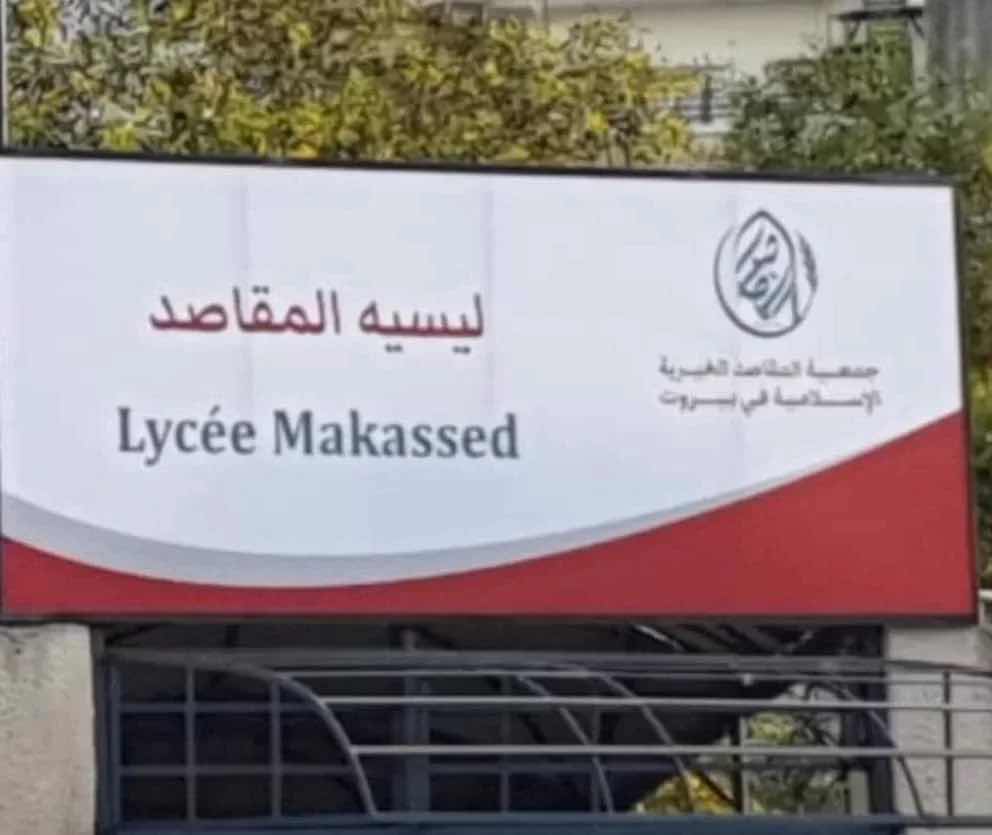 ليسيه المقاصد
Lycée Makassed
جمعية المقاصد الخيرية
الإسلامية في بيروت